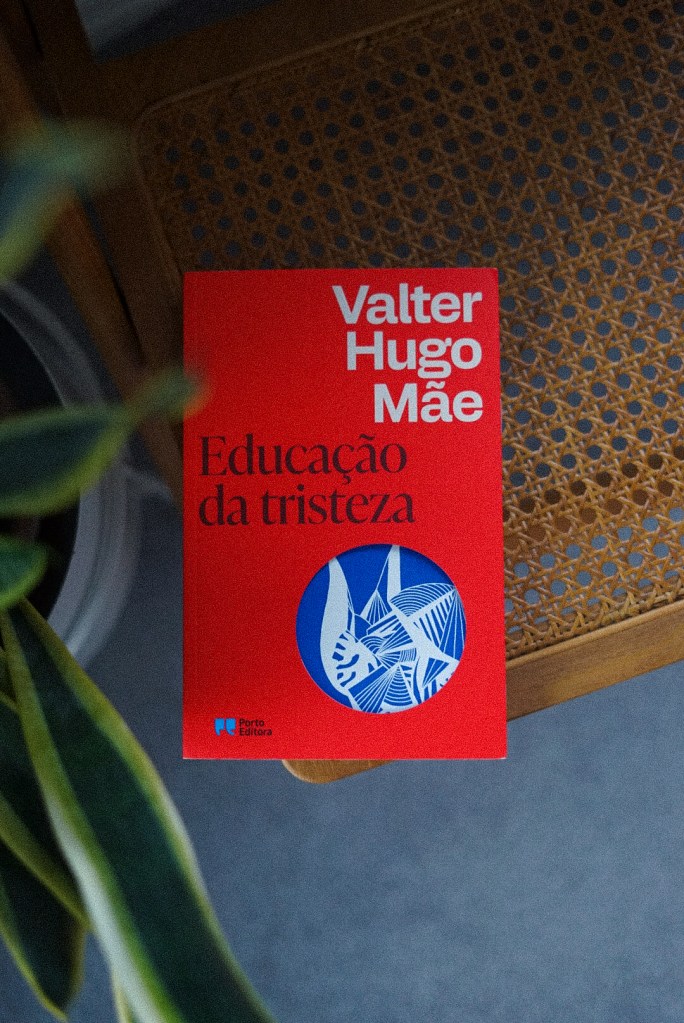 Valter
Hugo
Mãe
Educação
da tristeza
Porto
Editora